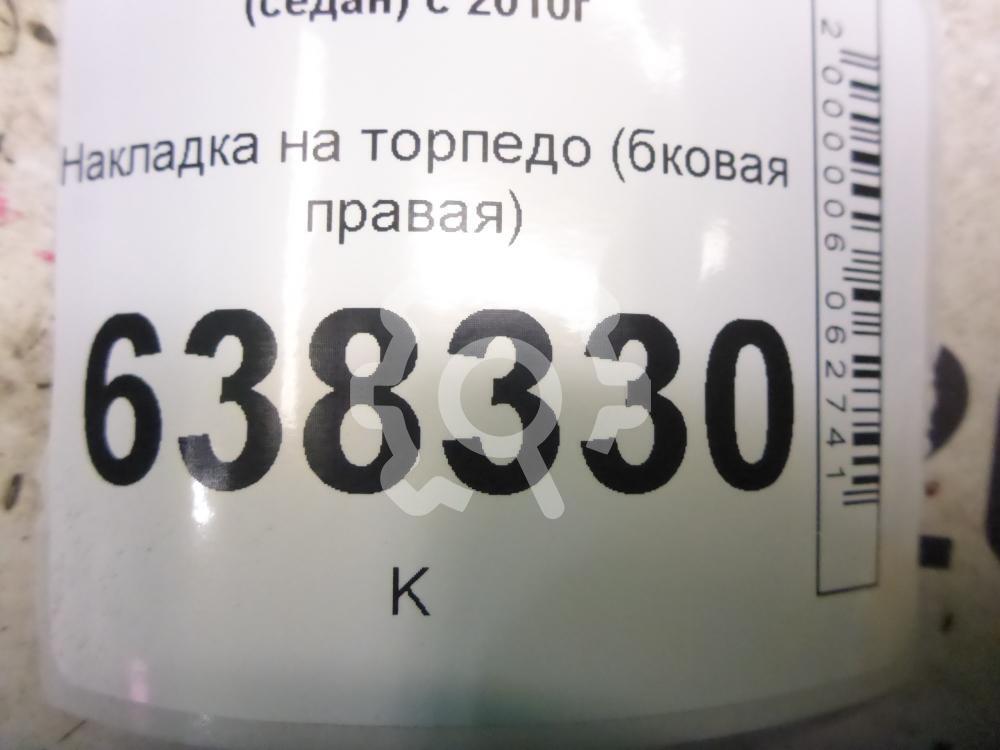 (седан) с 2010г
Накладка на торпедо (бковая
правая)
638330
К
2000006062741